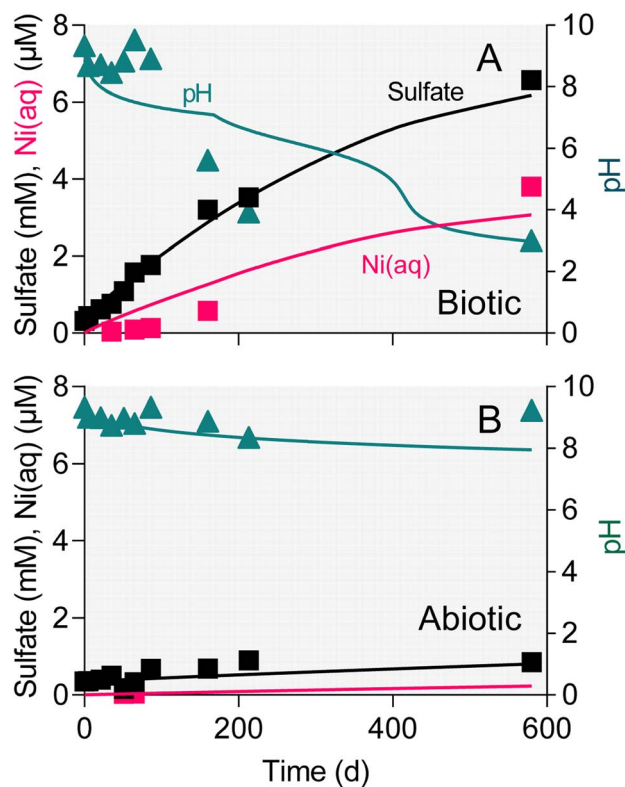 8
6
4
2
0
Sulfate (mM), Ni(aq) (µM)
A
pH
Sulfate
Ni(aq)
Biotic
10
8
6
4
2
0
pH
8
6
4
2
0
Sulfate (mM), Ni(aq) (µM)
B
Abiotic
10
8
6
4
2
0
pH
0
200
400
600
Time (d)